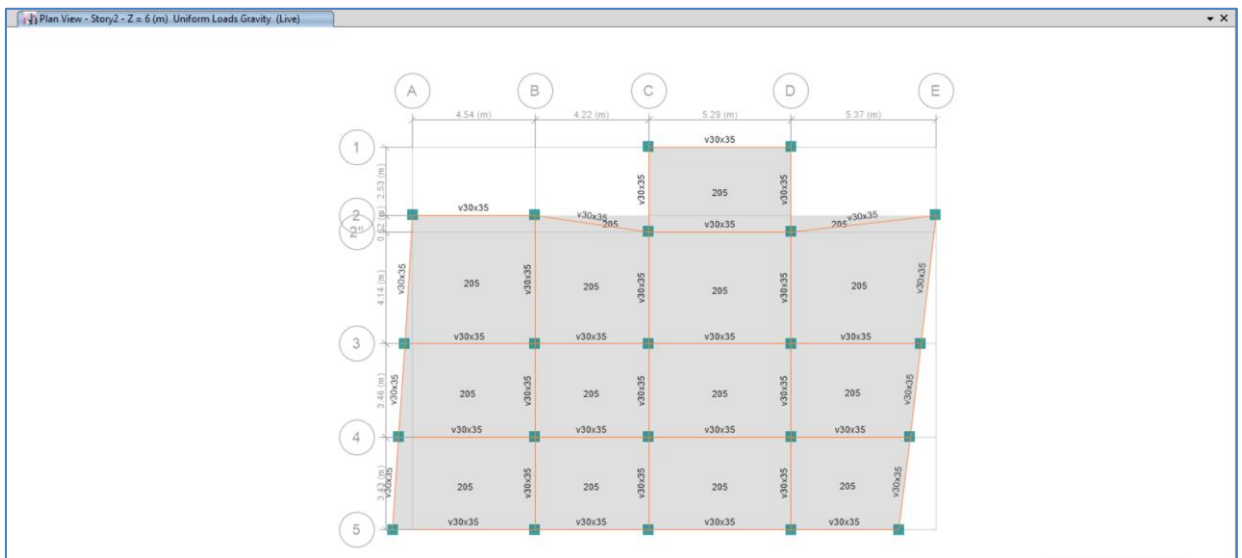 Plan View - Story2 - Z = 6 (m) Uniform Loads Gravity (Live)
A B C D E
4.54 (m) 4.22 (m) 5.29 (m) 5.37 (m)
1 v30x35
2.53 (m) v30x35 205 v30x35
2 v30x35 v30x35 v30x35
0.62 (m) 205 205
2" v30x35
4.14 (m) v30x35 205 v30x35 205 v30x35 205 v30x35 205 v30x35
3 v30x35 v30x35 v30x35 v30x35
3.46 (m) v30x35 205 v30x35 205 v30x35 205 v30x35 205 v30x35
4 v30x35 v30x35 v30x35 v30x35
3.43 (m) v30x35 205 v30x35 205 v30x35 205 v30x35 205 v30x35
5 v30x35 v30x35 v30x35 v30x35